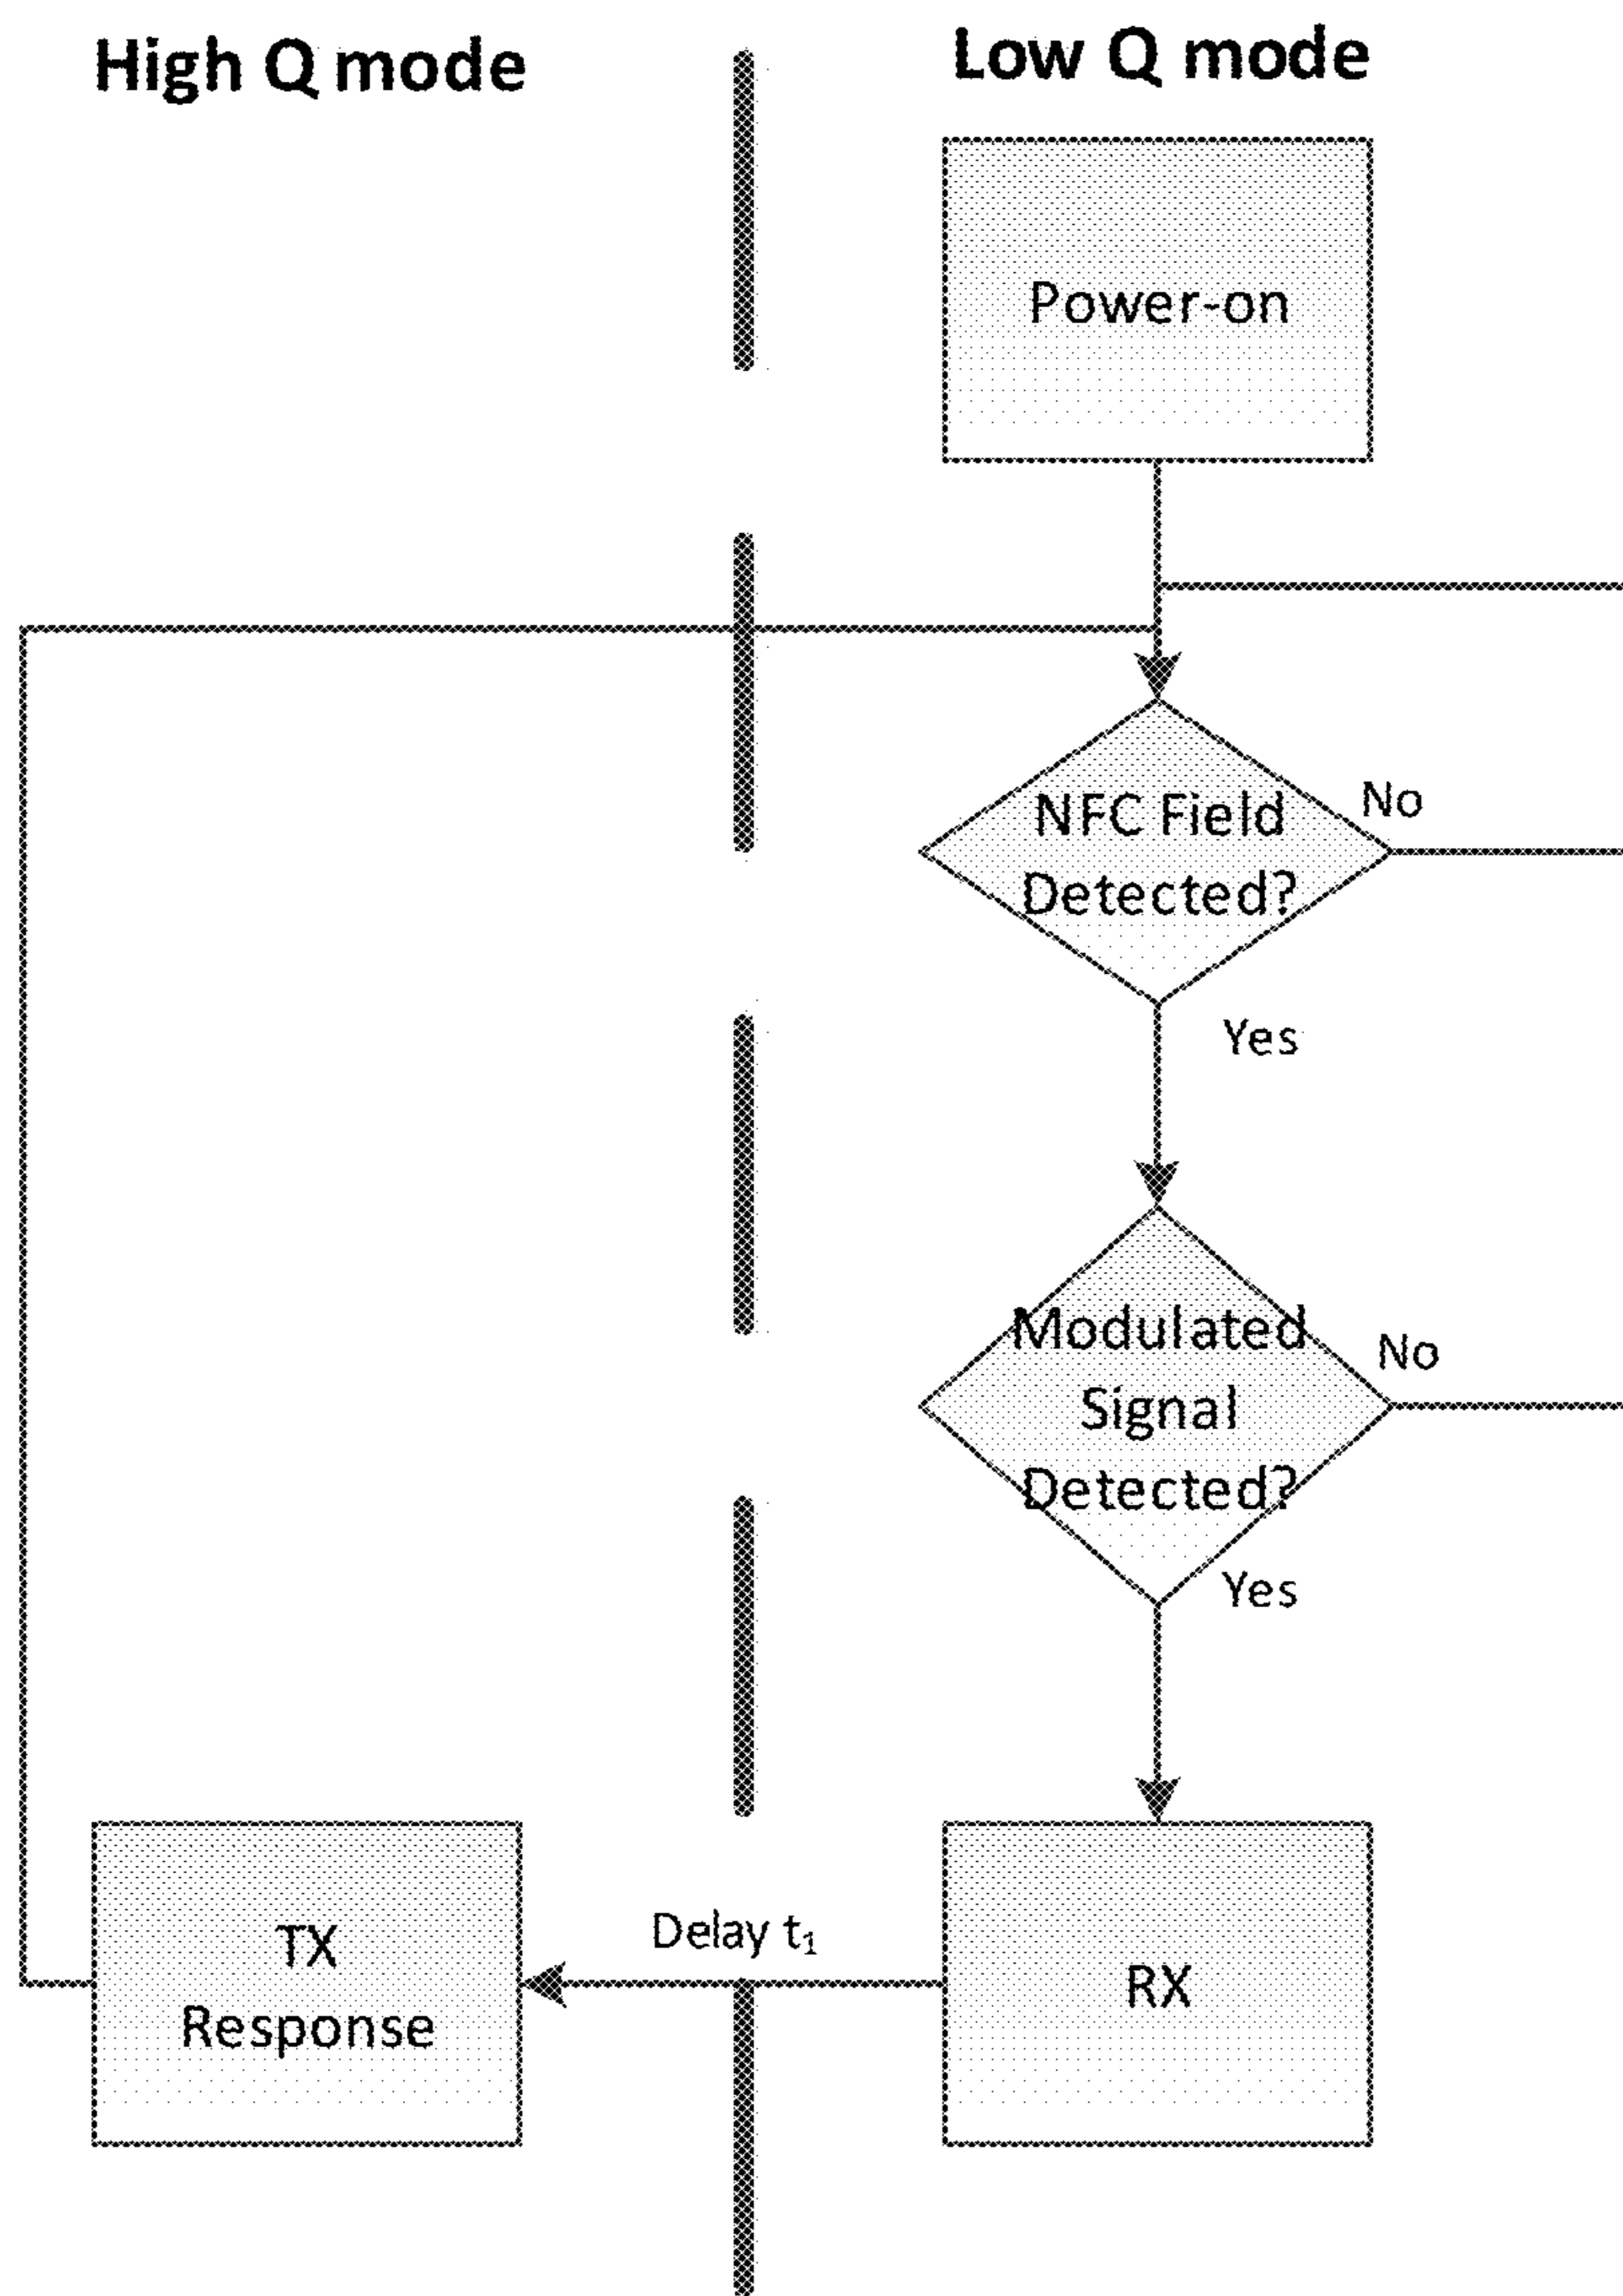 High Q mode
Low Q mode
Power-on
NFC Field
Detected?
No
Yes
Modulated
Signal
Detected?
No
Yes
Delay t₁
TX
Response
RX